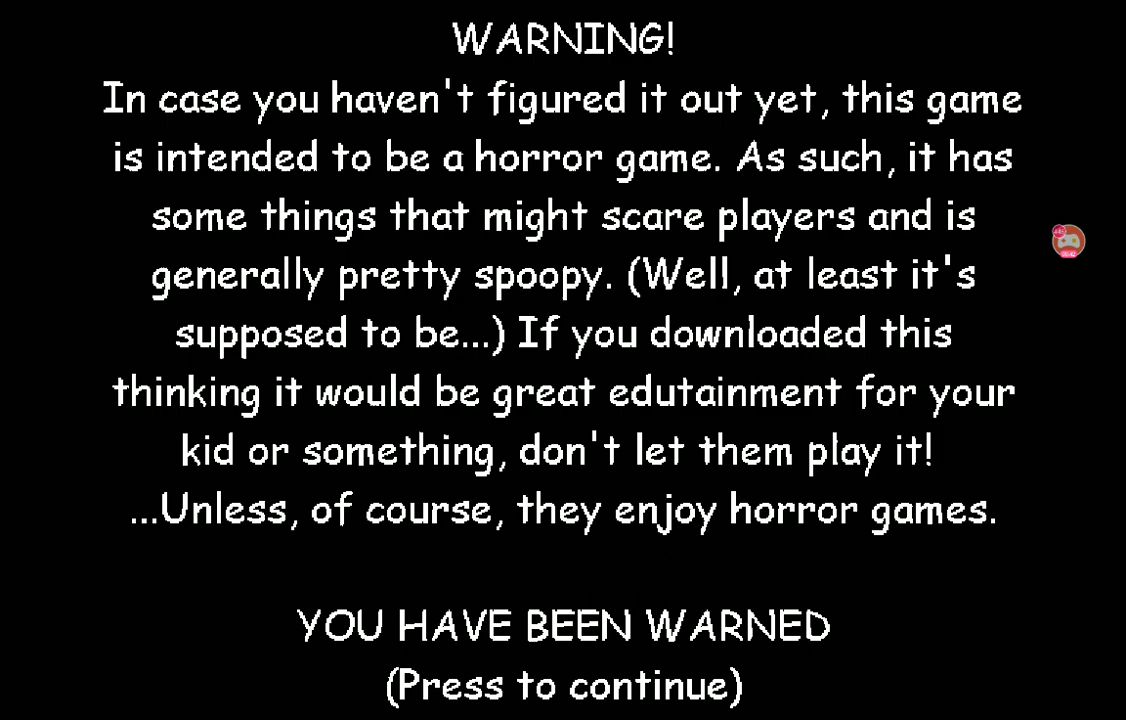 WARNING!
In case you haven't figured it out yet, this game
is intended to be a horror game. As such, it has
some things that might scare players and is
generally pretty spoopy. (Well, at least it's
supposed to be...) If you downloaded this
thinking it would be great edutainment for your
kid or something, don't let them play it!
...Unless, of course, they enjoy horror games.
YOU HAVE BEEN WARNED
(Press to continue)